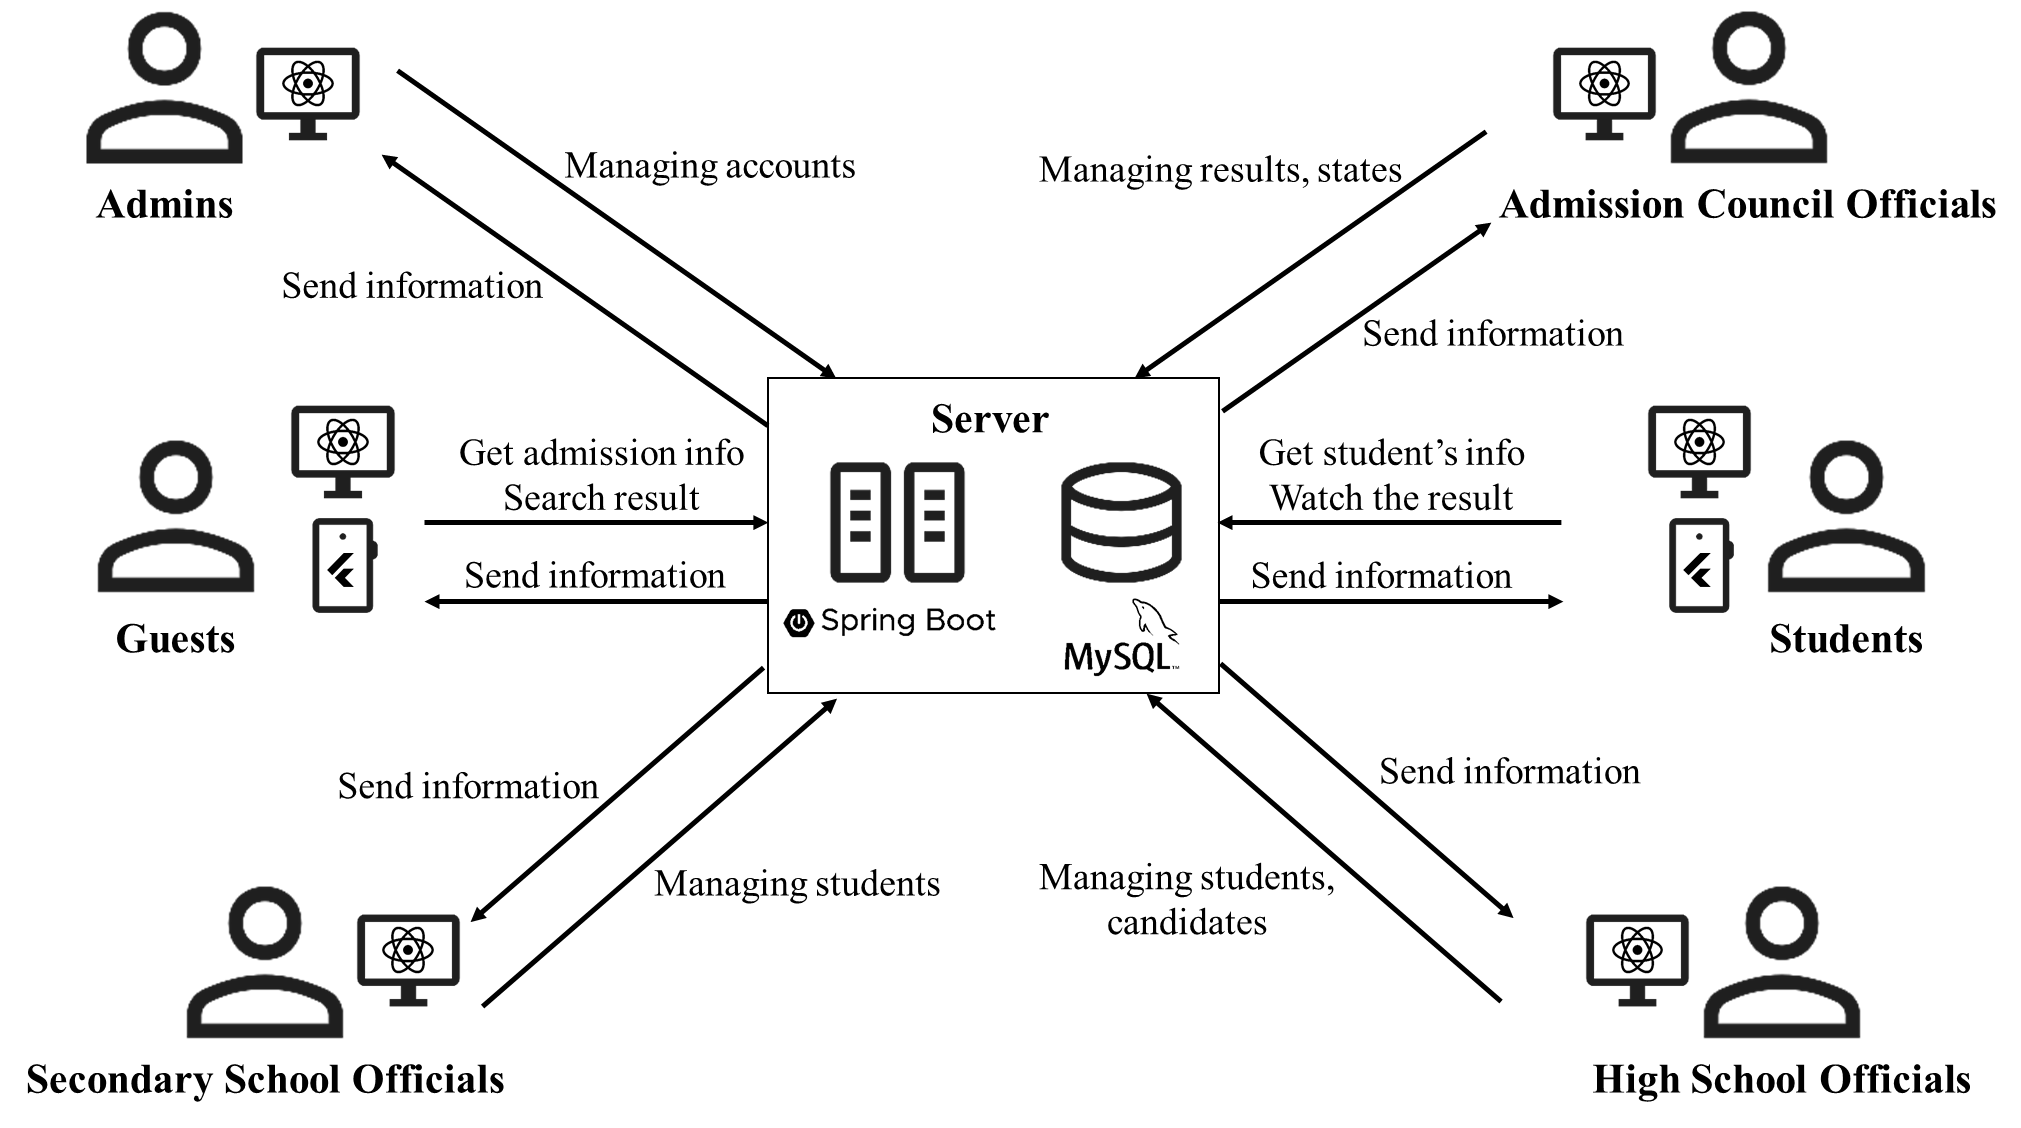 Admins
Managing accounts
Send information
Managing results, states
Admission Council Officials
Send information
Server
Spring Boot
MySQL™
Get admission info
Search result
Send information
Guests
Get student’s info
Watch the result
Send information
Students
Send information
Managing students
Secondary School Officials
Send information
Managing students,
candidates
High School Officials